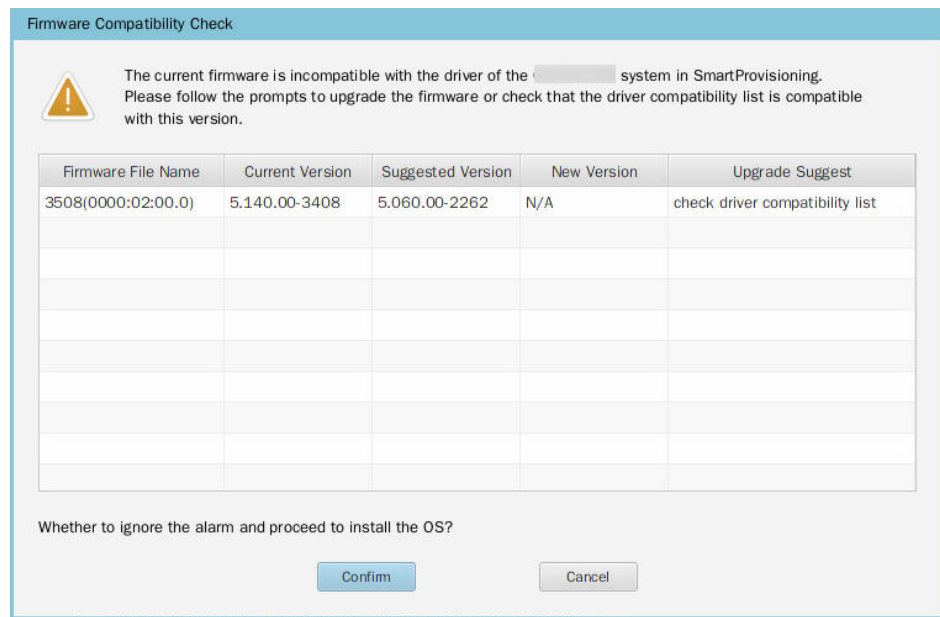 Firmware Compatibility Check
The current firmware is incompatible with the driver of the system in SmartProvisioning.
Please follow the prompts to upgrade the firmware or check that the driver compatibility list is compatible
with this version.
Firmware File Name Current Version Suggested Version New Version Upgrade Suggest
3508(0000:02:00.0) 5.140.00-3408 5.060.00-2262 N/A check driver compatibility list
Whether to ignore the alarm and proceed to install the OS?
Confirm Cancel